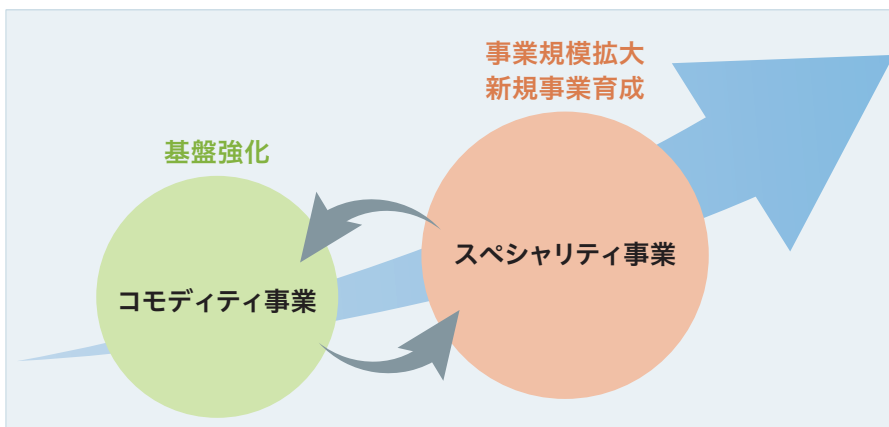 事業規模拡大
新規事業育成
基盤強化
スペシャリティ事業
コモディティ事業